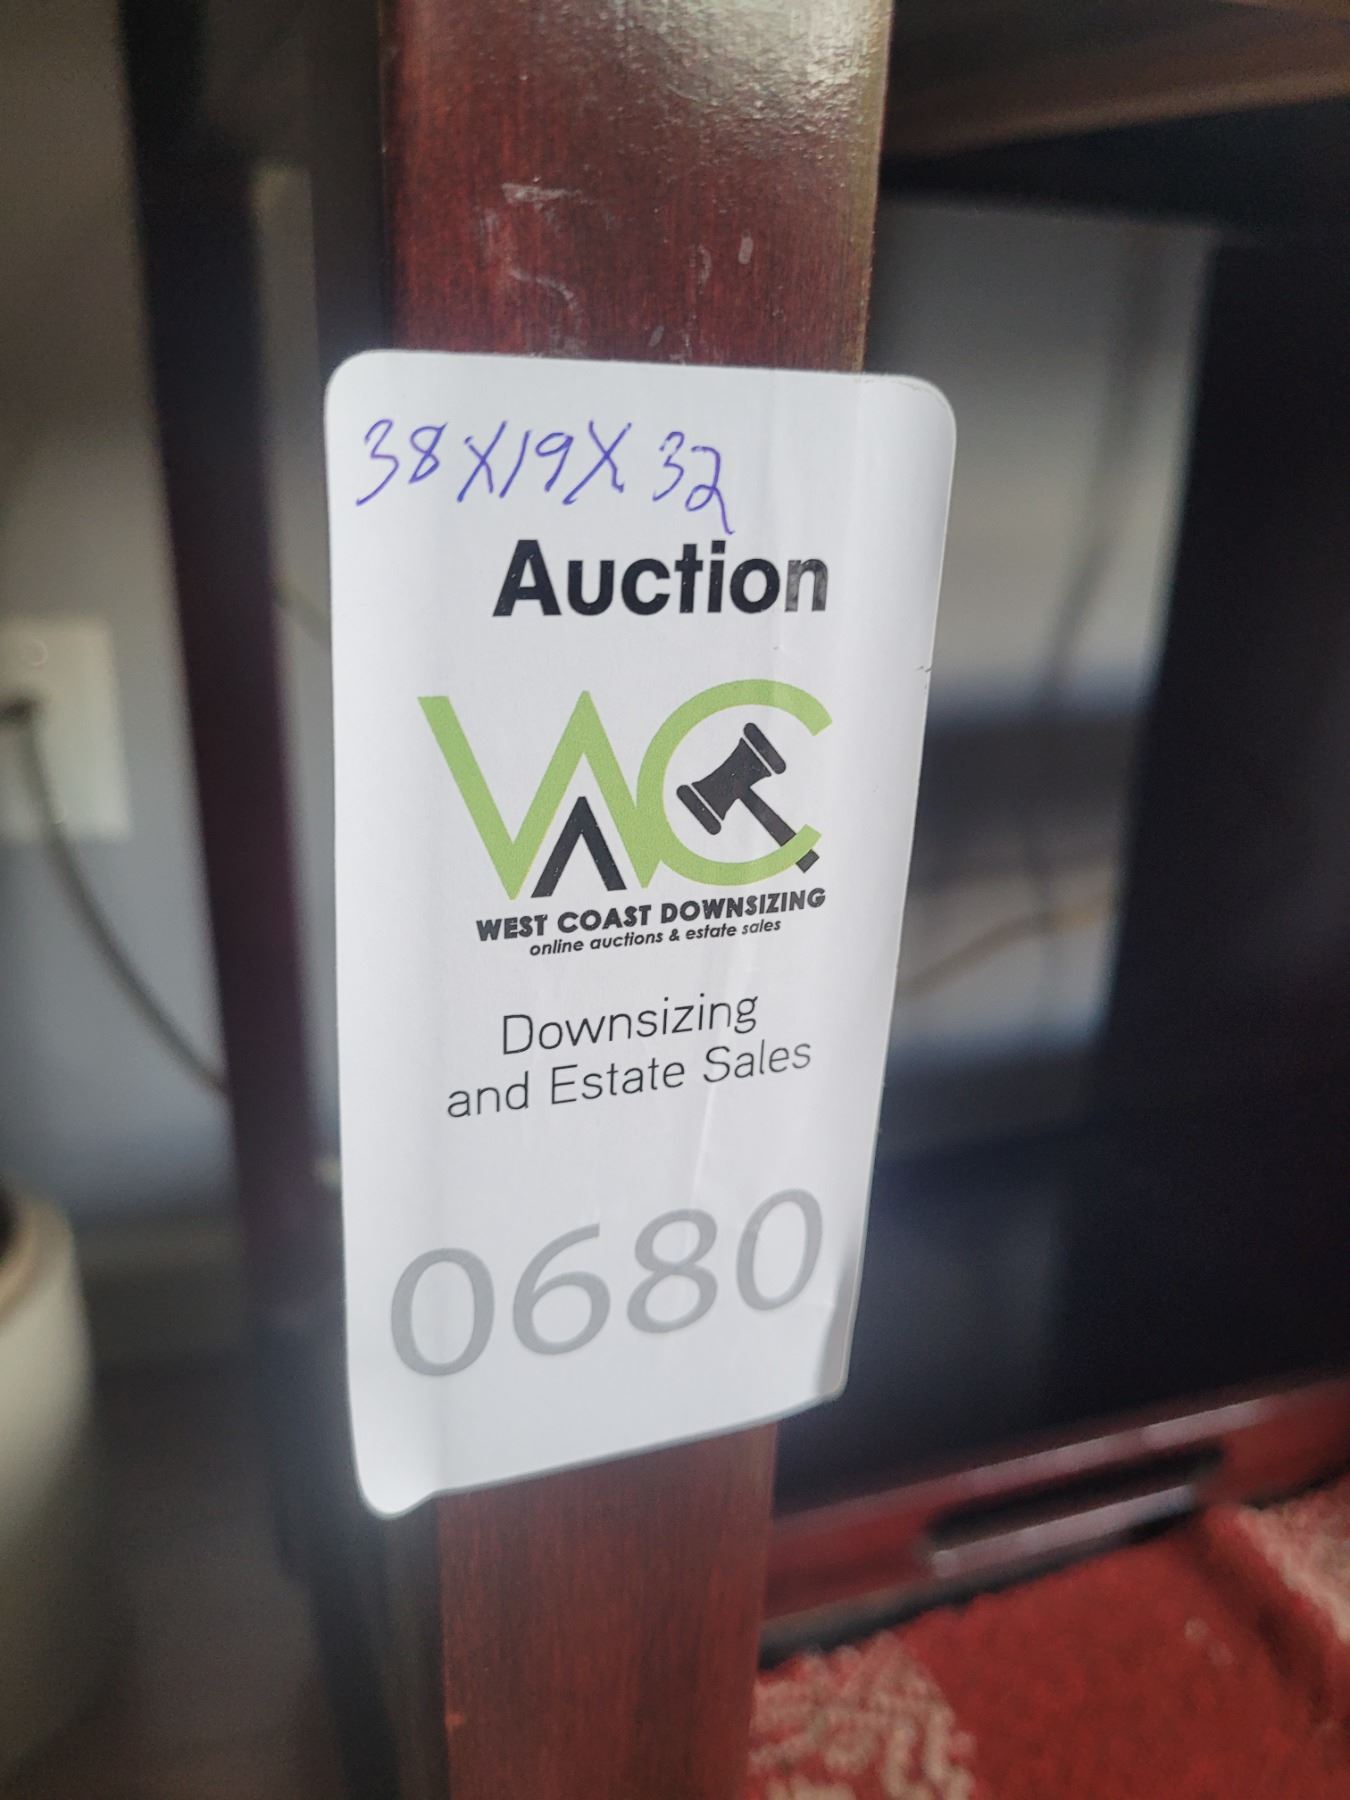 38X19X32
Auction
WC
WEST COAST DOWNSIZING
online auctions & estate sales
Downsizing
and Estate Sales
0680